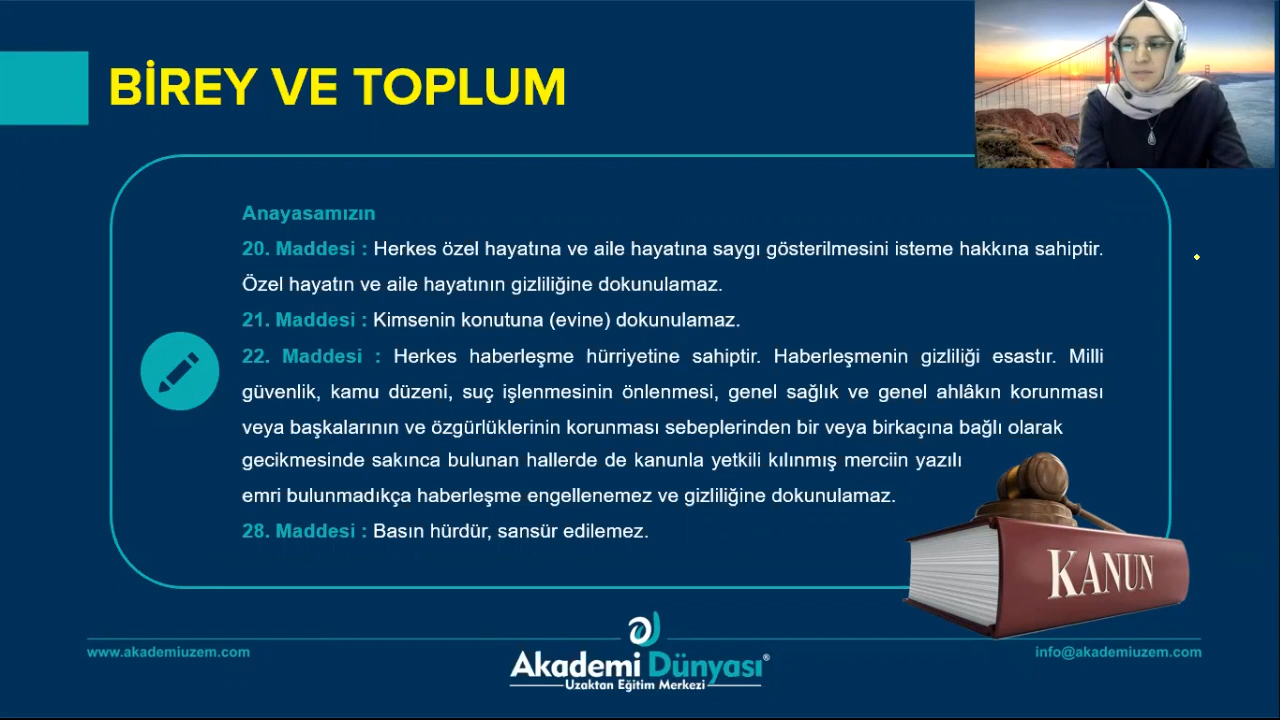 BİREY VE TOPLUM
Anayasamızın
20. Maddesi : Herkes özel hayatına ve aile hayatına saygı gösterilmesini isteme hakkına sahiptir.
Özel hayatın ve aile hayatının gizliliğine dokunulamaz.
21. Maddesi : Kimsenin konutuna (evine) dokunulamaz.
22. Maddesi : Herkes haberleşme hürriyetine sahiptir. Haberleşmenin gizliliği esastır. Milli
güvenlik, kamu düzeni, suç işlenmesinin önlenmesi, genel sağlık ve genel ahlâkın korunması
veya başkalarının ve özgürlüklerinin korunması sebeplerinden bir veya birkaçına bağlı olarak
gecikmesinde sakınca bulunan hallerde de kanunla yetkili kılınmış merciin yazılı
emri bulunmadıkça haberleşme engellenemez ve gizliliğine dokunulamaz.
28. Maddesi : Basın hürdür, sansür edilemez.
KANUN
www.akademiuzem.com
info@akademiuzem.com
Akademi Dünyası®
Uzaktan Eğitim Merkezi